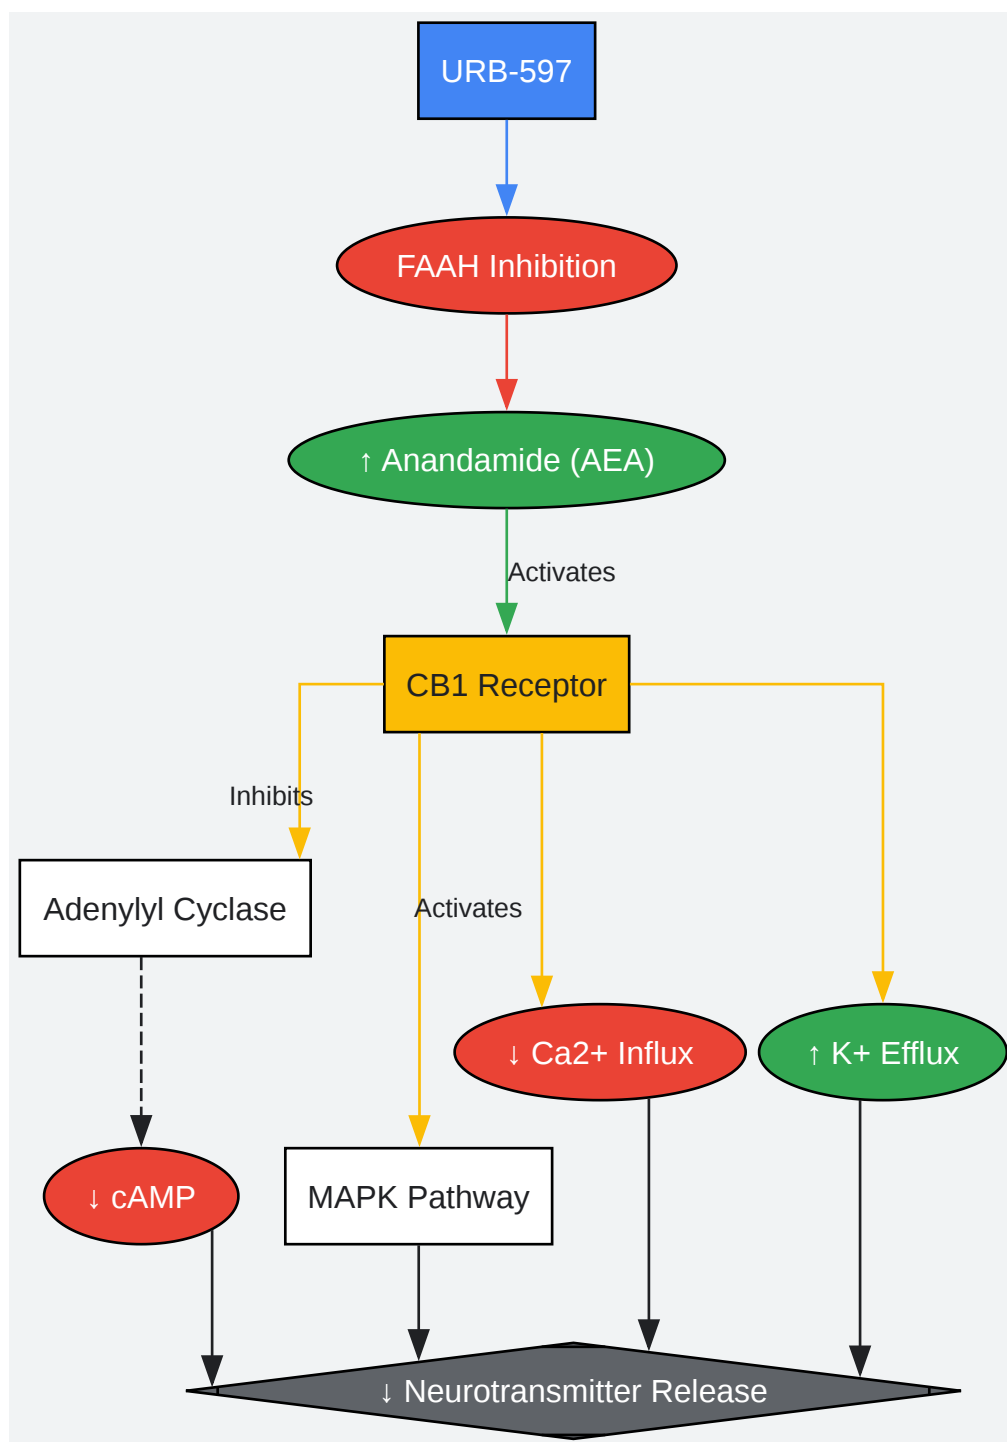 URB-597
FAAH Inhibition
↑ Anandamide (AEA)
Activates
CB1 Receptor
Inhibits
Adenylyl Cyclase
Activates
↓ Ca2+ Influx
↑ K+ Efflux
↓ cAMP
MAPK Pathway
↓ Neurotransmitter Release